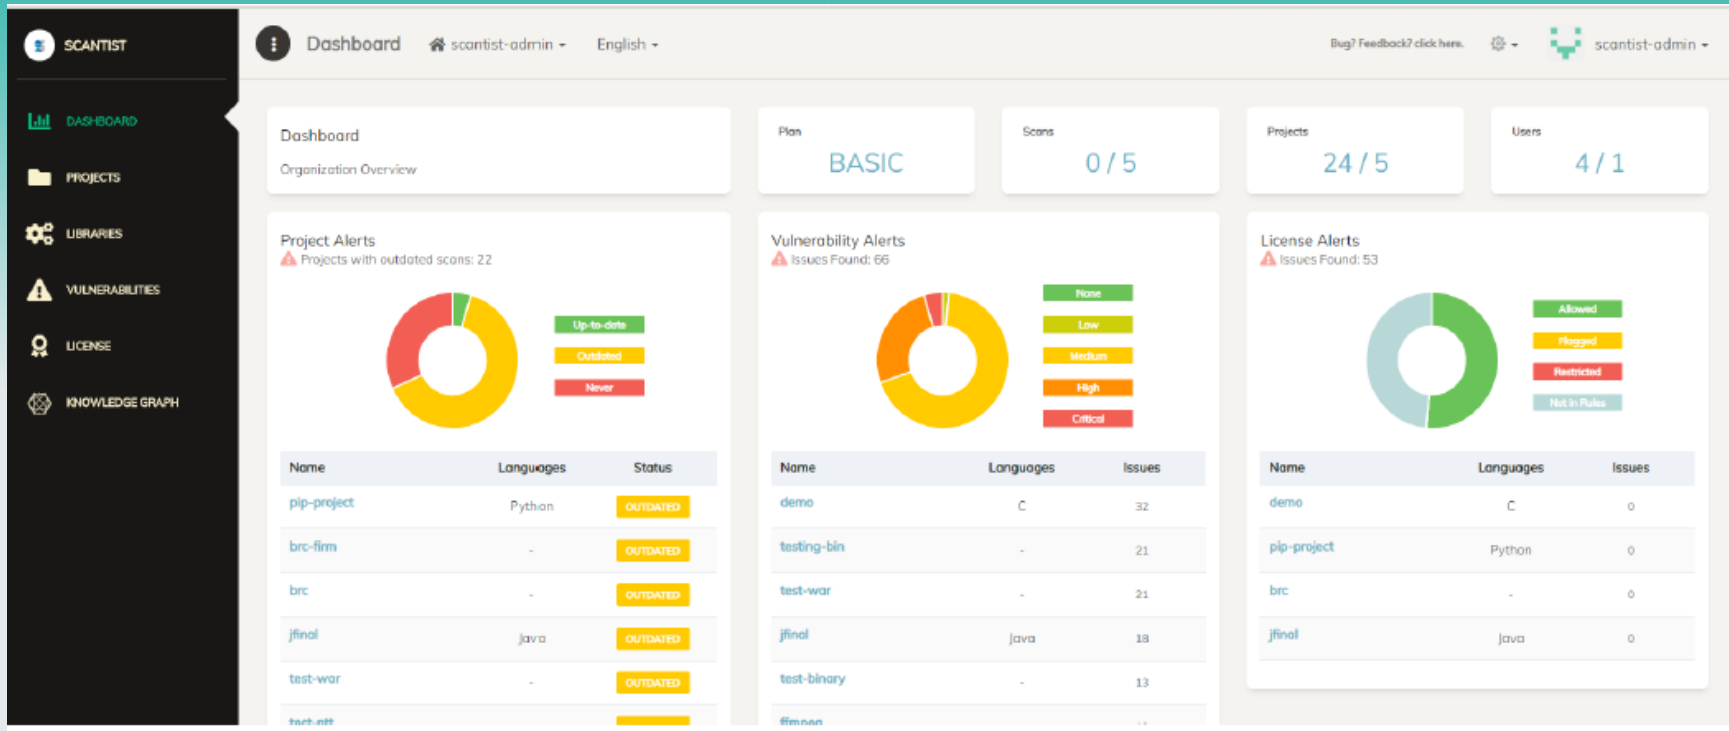 SCANTIST
DASHBOARD
PROJECTS
LIBRARIES
VULNERABILITIES
LICENSE
KNOWLEDGE GRAPH
Dashboard scantist-admin English
Bug? Feedback? click here. scantist-admin
Dashboard
Organization Overview
Plan
BASIC
Scans
0 / 5
Projects
24 / 5
Users
4 / 1
Project Alerts
Projects with outdated scans: 22
Up-to-date
Outdated
Never
Name Languages Status
pip-project Python OUTDATED
brc-firm - OUTDATED
brc - OUTDATED
jfinal Java OUTDATED
test-war - OUTDATED
Vulnerability Alerts
Issues Found: 66
None
Low
Medium
High
Critical
Name Languages Issues
demo C 32
testing-bin - 21
test-war - 21
jfinal Java 18
test-binary - 13
ffmpeg
License Alerts
Issues Found: 53
Allowed
Flagged
Restricted
Not in Rules
Name Languages Issues
demo C 0
pip-project Python 0
brc - 0
jfinal Java 0